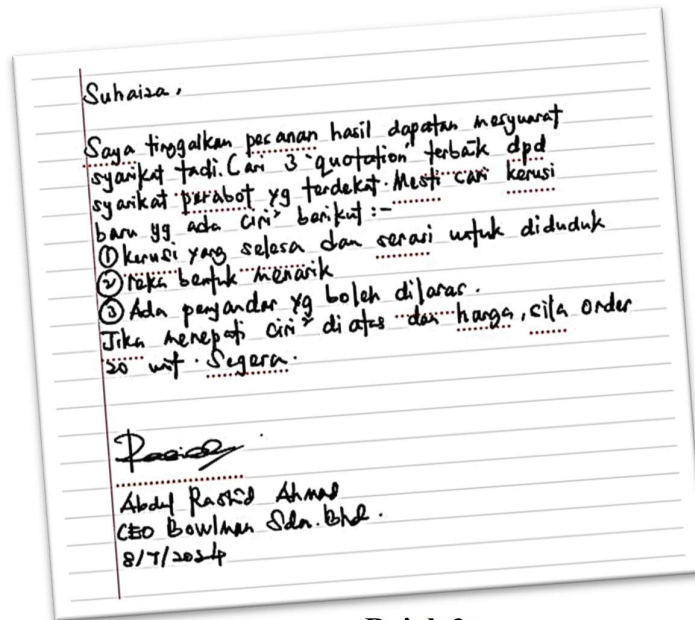 Suhaiza,
Saya tinggalkan pesanan hasil dapatan mesyuarat
syarikat tadi. Cari 3 "quotation" terbaik dpd
syarikat perabot yg terdekat. Mesti cari kerusi
baru yg ada ciri² berikut :-
① kerusi yang selesa dan serasi untuk diduduk
② reka bentuk menarik
③ Ada penyandar yg boleh dilaras.
Jika menepati ciri² di atas dan harga, sila order
20 unit. Segera.
Abdul Rashid Ahmad
CEO Bowlman Sdn. Bhd.
8/7/2024